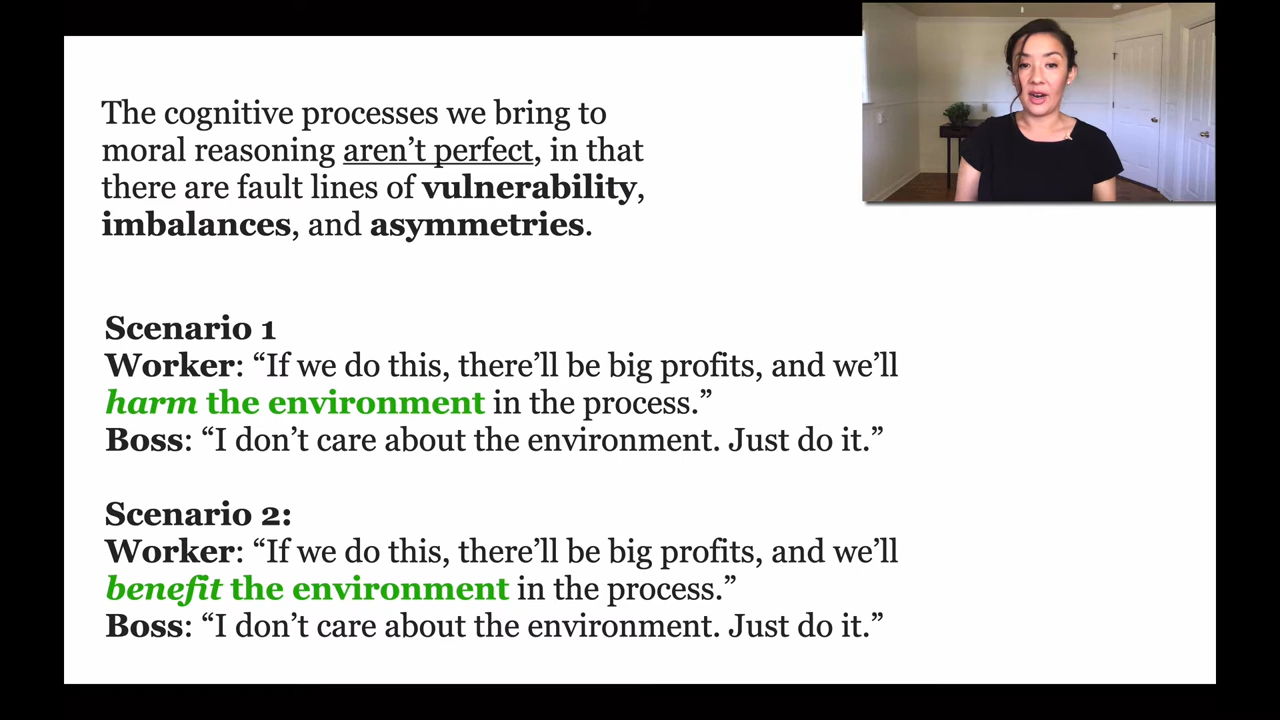 The cognitive processes we bring to
moral reasoning aren’t perfect, in that
there are fault lines of vulnerability,
imbalances, and asymmetries.
Scenario 1
Worker: “If we do this, there’ll be big profits, and we’ll
harm the environment in the process.”
Boss: “I don’t care about the environment. Just do it.”
Scenario 2:
Worker: “If we do this, there’ll be big profits, and we’ll
benefit the environment in the process.”
Boss: “I don’t care about the environment. Just do it.”